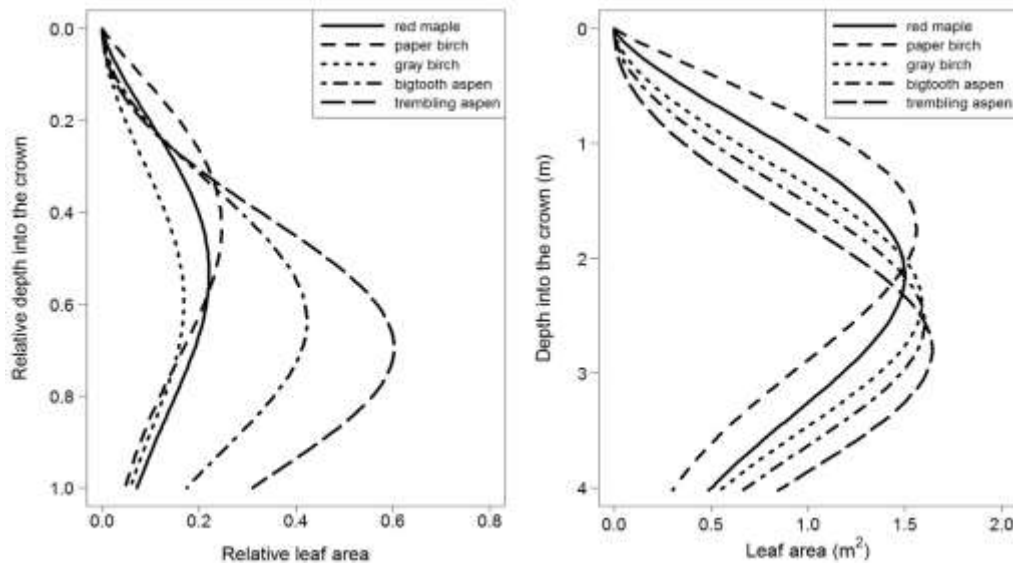 red maple
paper birch
gray birch
bigtooth aspen
trembling aspen
0.0
0.2
0.4
0.6
0.8
1.0
Relative depth into the crown
0.0
0.2
0.4
0.6
0.8
Relative leaf area
red maple
paper birch
gray birch
bigtooth aspen
trembling aspen
0
1
2
3
4
Depth into the crown (m)
0.0
0.5
1.0
1.5
2.0
Leaf area (m²)